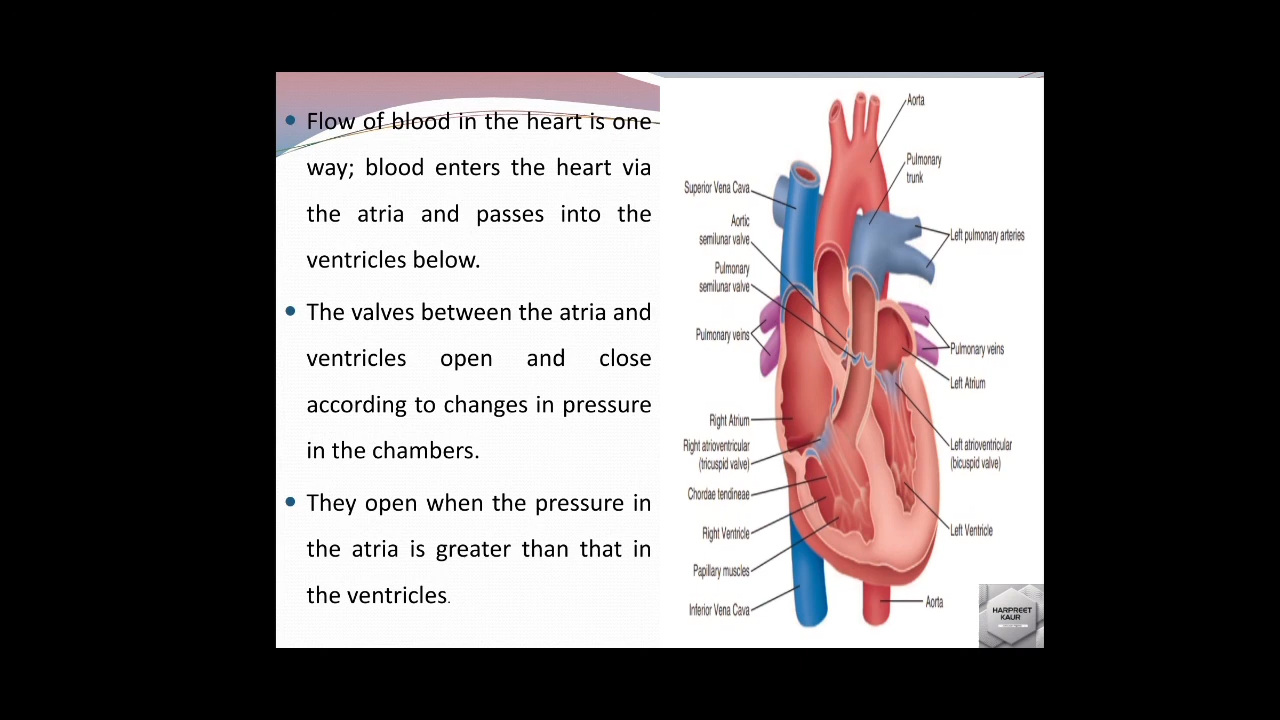 Flow of blood in the heart is one
way; blood enters the heart via
the atria and passes into the
ventricles below.
The valves between the atria and
ventricles open and close
according to changes in pressure
in the chambers.
They open when the pressure in
the atria is greater than that in
the ventricles.
Aorta
Pulmonary
trunk
Superior Vena Cava
Aortic
semilunar valve
Left pulmonary arteries
Pulmonary
semilunar valve
Pulmonary veins
Pulmonary veins
Left Atrium
Right Atrium
Right atrioventricular
(tricuspid valve)
Left atrioventricular
(bicuspid valve)
Chordae tendineae
Right Ventricle
Left Ventricle
Papillary muscles
Inferior Vena Cava
Aorta
HARPREET
KAUR